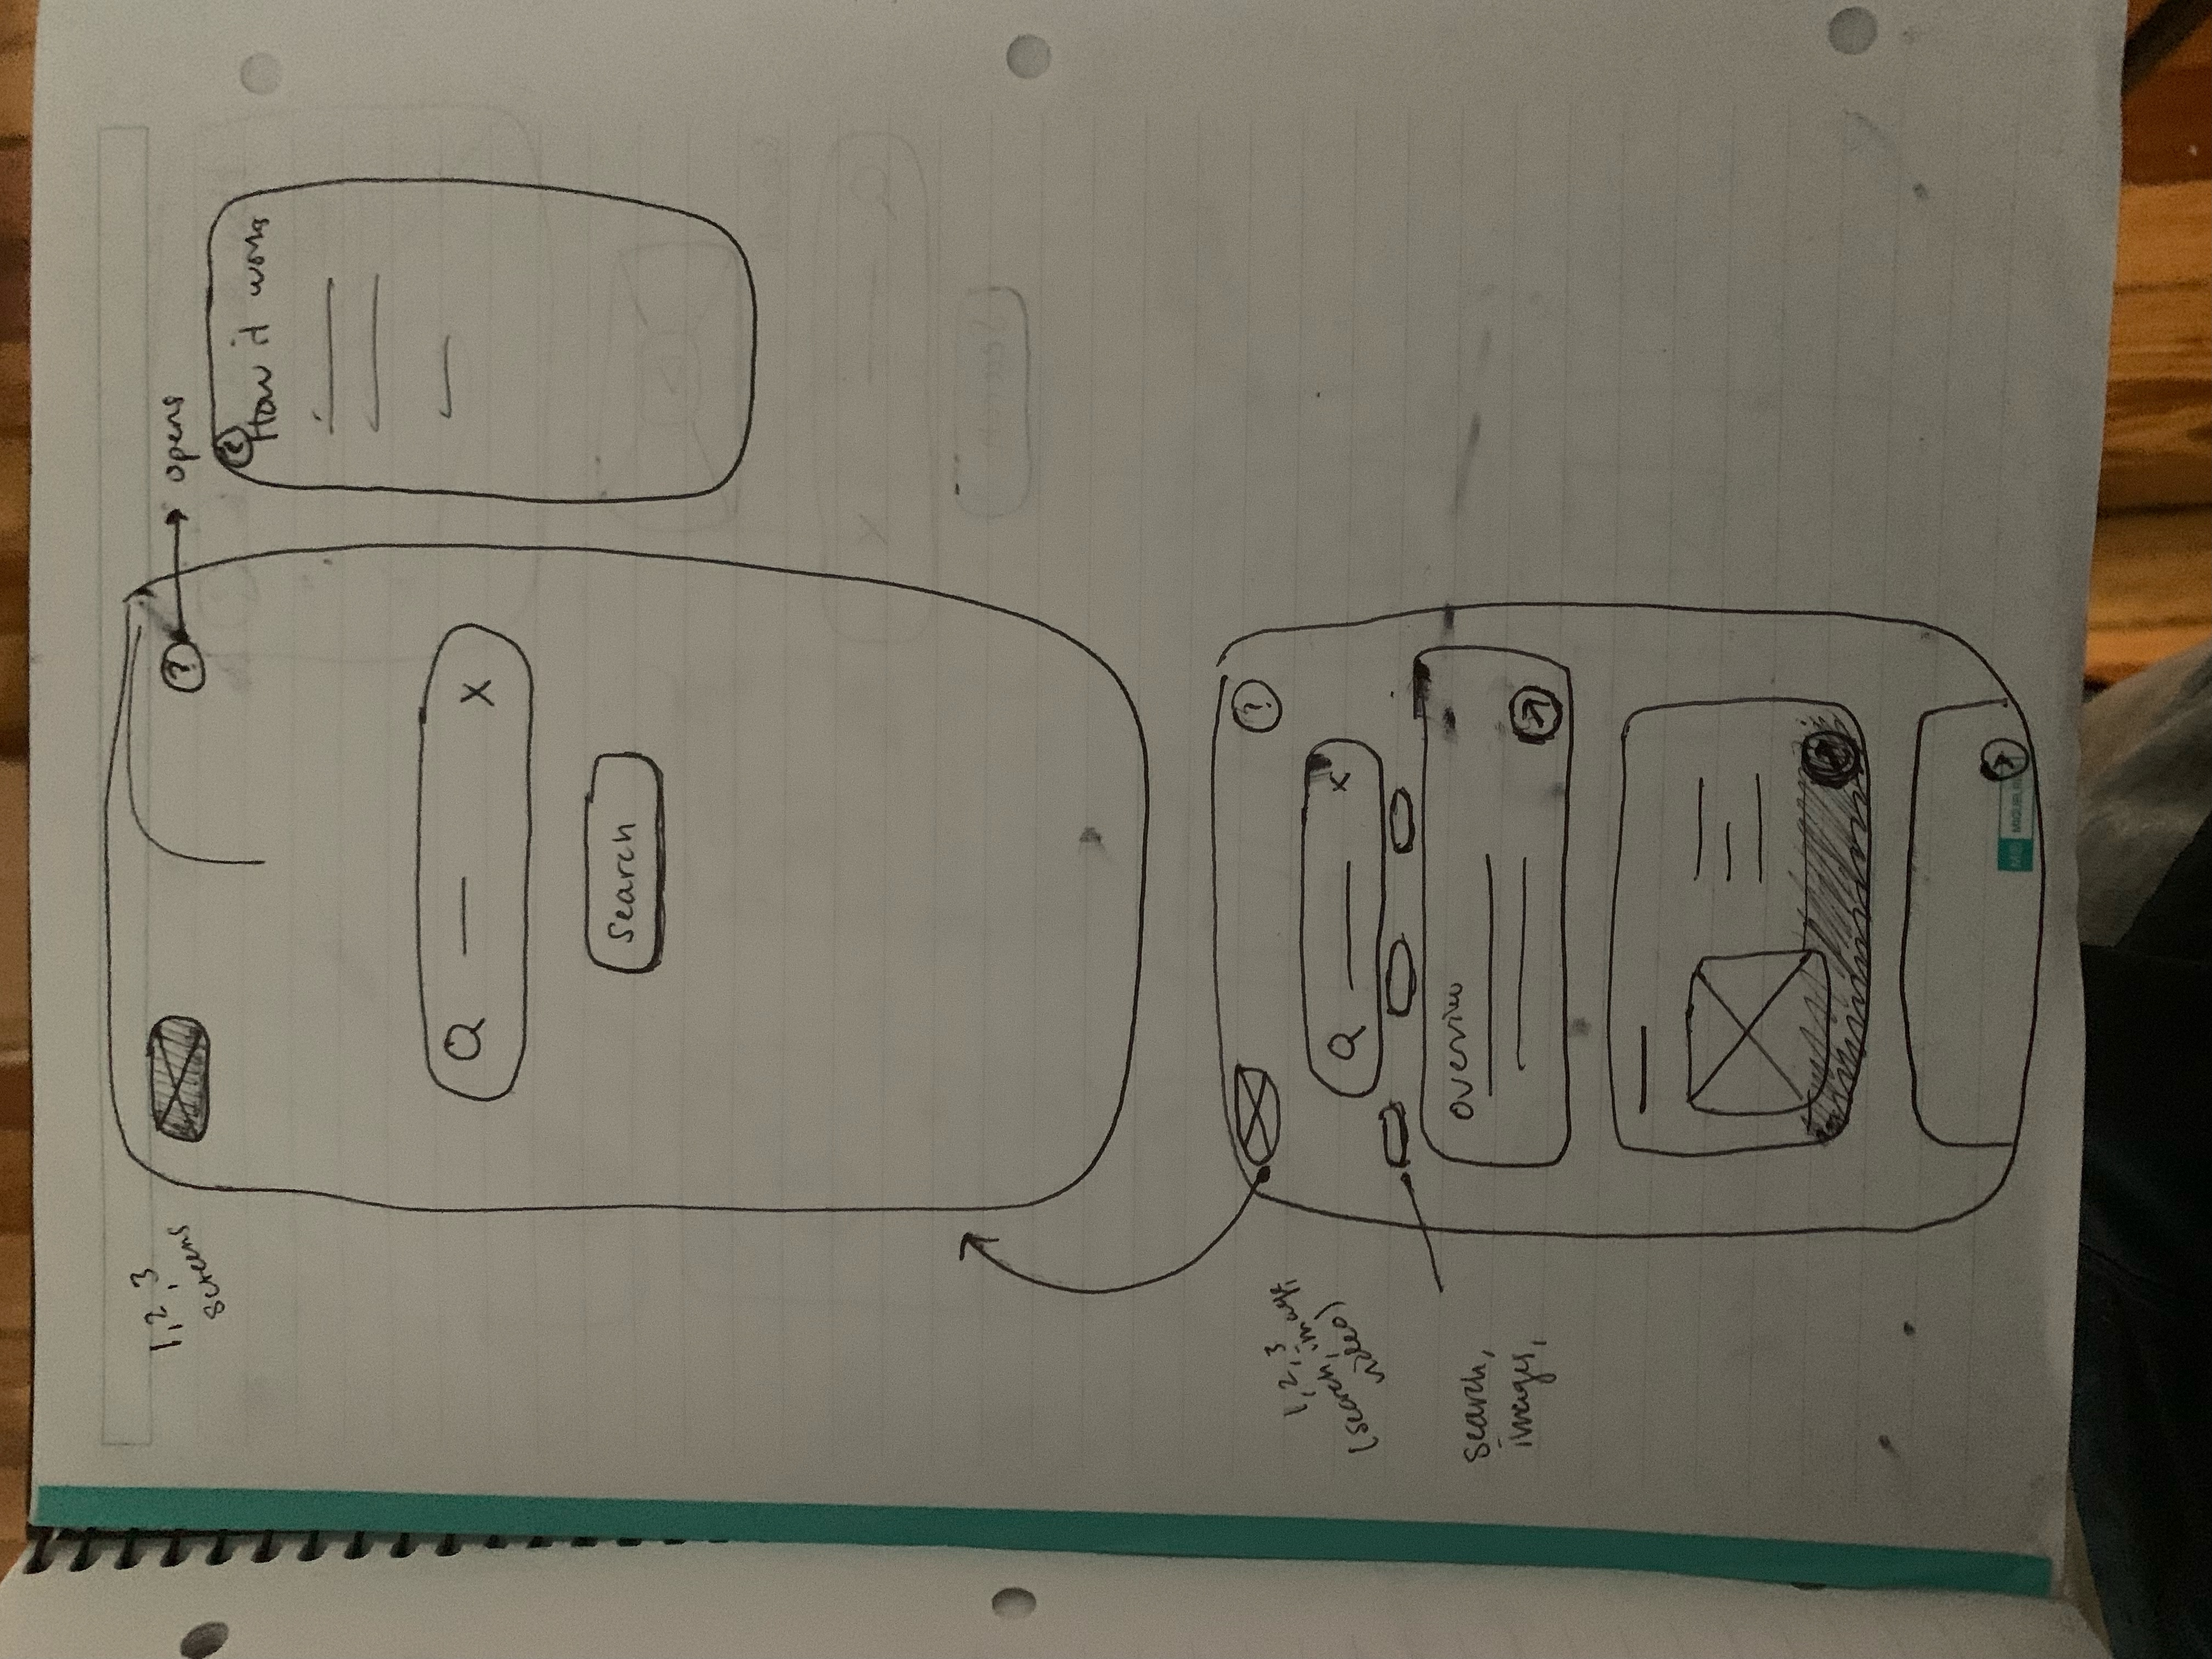 1, 2, 3
screens
?
opens
How it works
X
Search
1, 2, 3
(search, image,
video)
?
x
search,
images,
overview